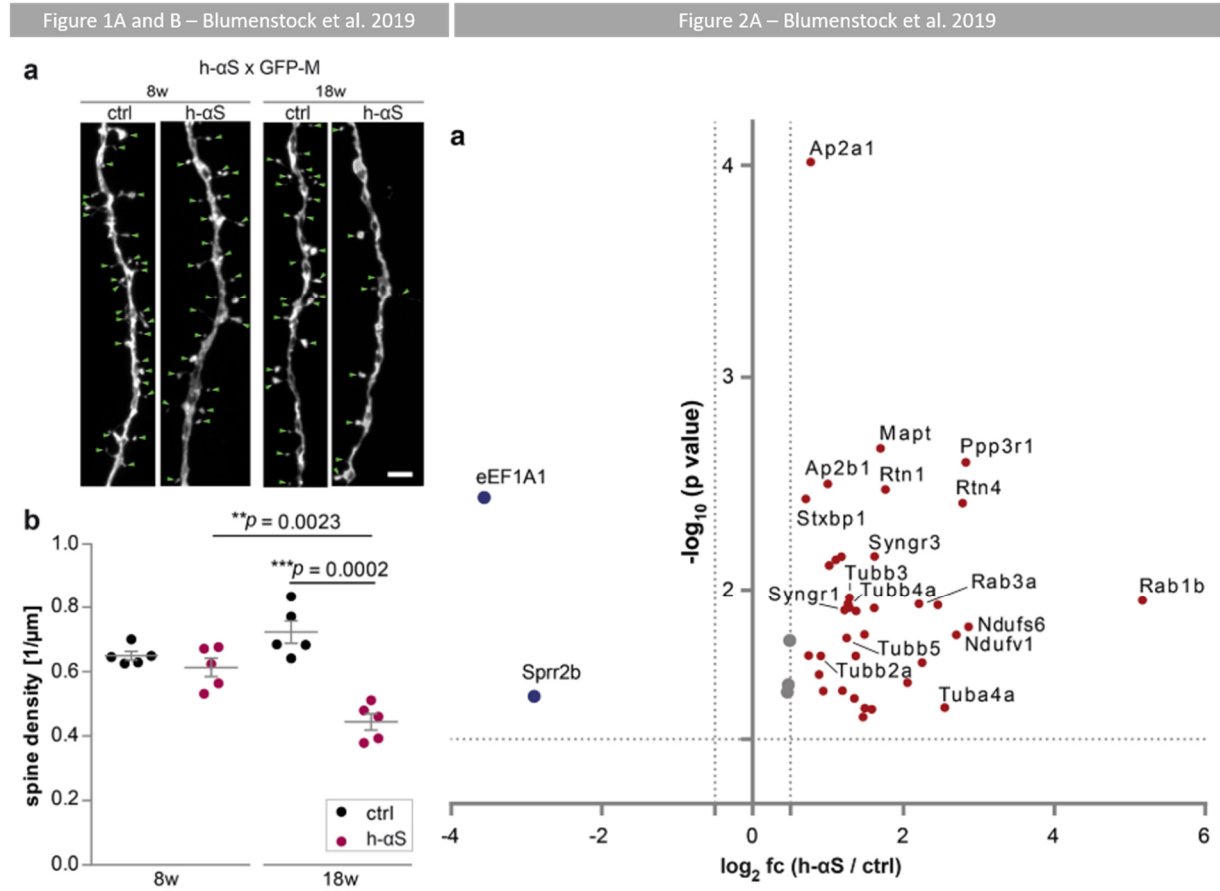 Figure 1A and B – Blumenstock et al. 2019
Figure 2A – Blumenstock et al. 2019
a
h-αS x GFP-M
8w
18w
ctrl
h-αS
ctrl
h-αS
b
**p = 0.0023
***p = 0.0002
1.0
0.8
0.6
0.4
0.2
0.0
spine density [1/µm]
ctrl
h-αS
8w
18w
a
4
3
2
-log10 (p value)
Ap2a1
Mapt
Ppp3r1
Ap2b1
Rtn1
Rtn4
Stxbp1
eEF1A1
Syngr3
Tubb3
Tubb4a
Rab3a
Rab1b
Syngr1
Ndufs6
Ndufv1
Tubb5
Tubb2a
Sprr2b
Tuba4a
-4
-2
0
2
4
6
log2 fc (h-αS / ctrl)